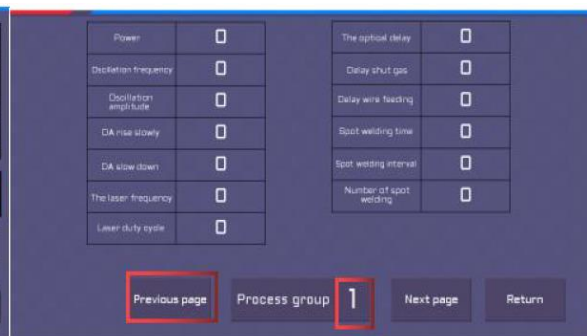 Power 0
Oscillation frequency 0
Oscillation
amplitude 0
DA rise slowly 0
DA slow down 0
The laser frequency 0
Laser duty cycle 0
The optical delay 0
Delay shut gas 0
Delay wire feeding 0
Spot welding time 0
Spot welding interval 0
Number of spot
welding 0
Previous page Process group 1 Next page Return